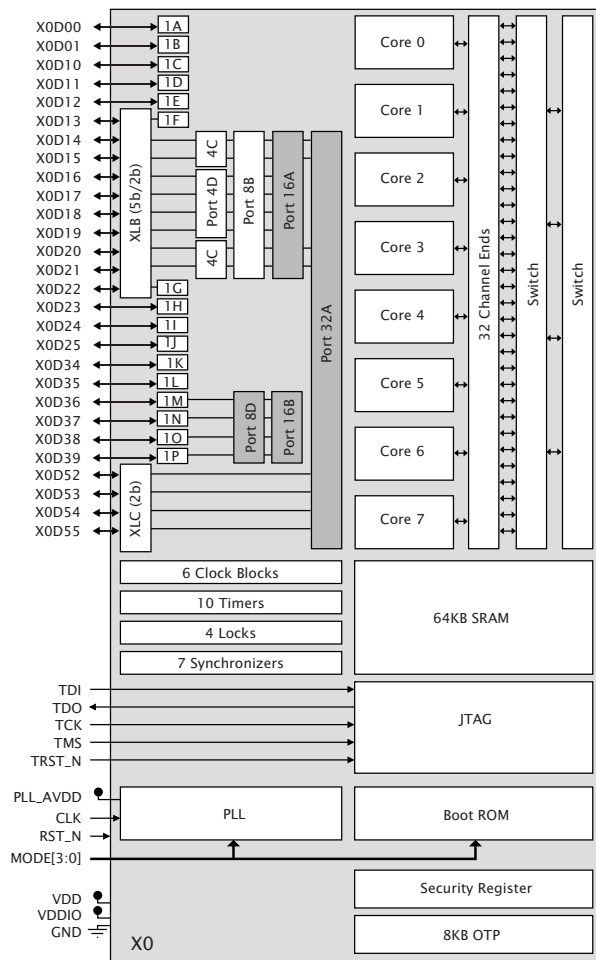 X0D00 1A
X0D01 1B
X0D10 1C
X0D11 1D
X0D12 1E
X0D13 1F
X0D14
X0D15
X0D16
X0D17
X0D18
X0D19
X0D20
X0D21
X0D22 1G
X0D23 1H
X0D24 1I
X0D25 1J
X0D34 1K
X0D35 1L
X0D36 1M
X0D37 1N
X0D38 1O
X0D39 1P
X0D52
X0D53
X0D54
X0D55
XLB (5b/2b)
XLC (2b)
4C
Port 4D
4C
Port 8B
Port 16A
Port 8D
Port 16B
Port 32A
Core 0
Core 1
Core 2
Core 3
Core 4
Core 5
Core 6
Core 7
32 Channel Ends
Switch
Switch
6 Clock Blocks
10 Timers
4 Locks
7 Synchronizers
64KB SRAM
TDI
TDO
TCK
TMS
TRST_N
JTAG
PLL_AVDD
CLK
RST_N
MODE[3:0]
PLL
Boot ROM
VDD
VDDIO
GND
X0
Security Register
8KB OTP